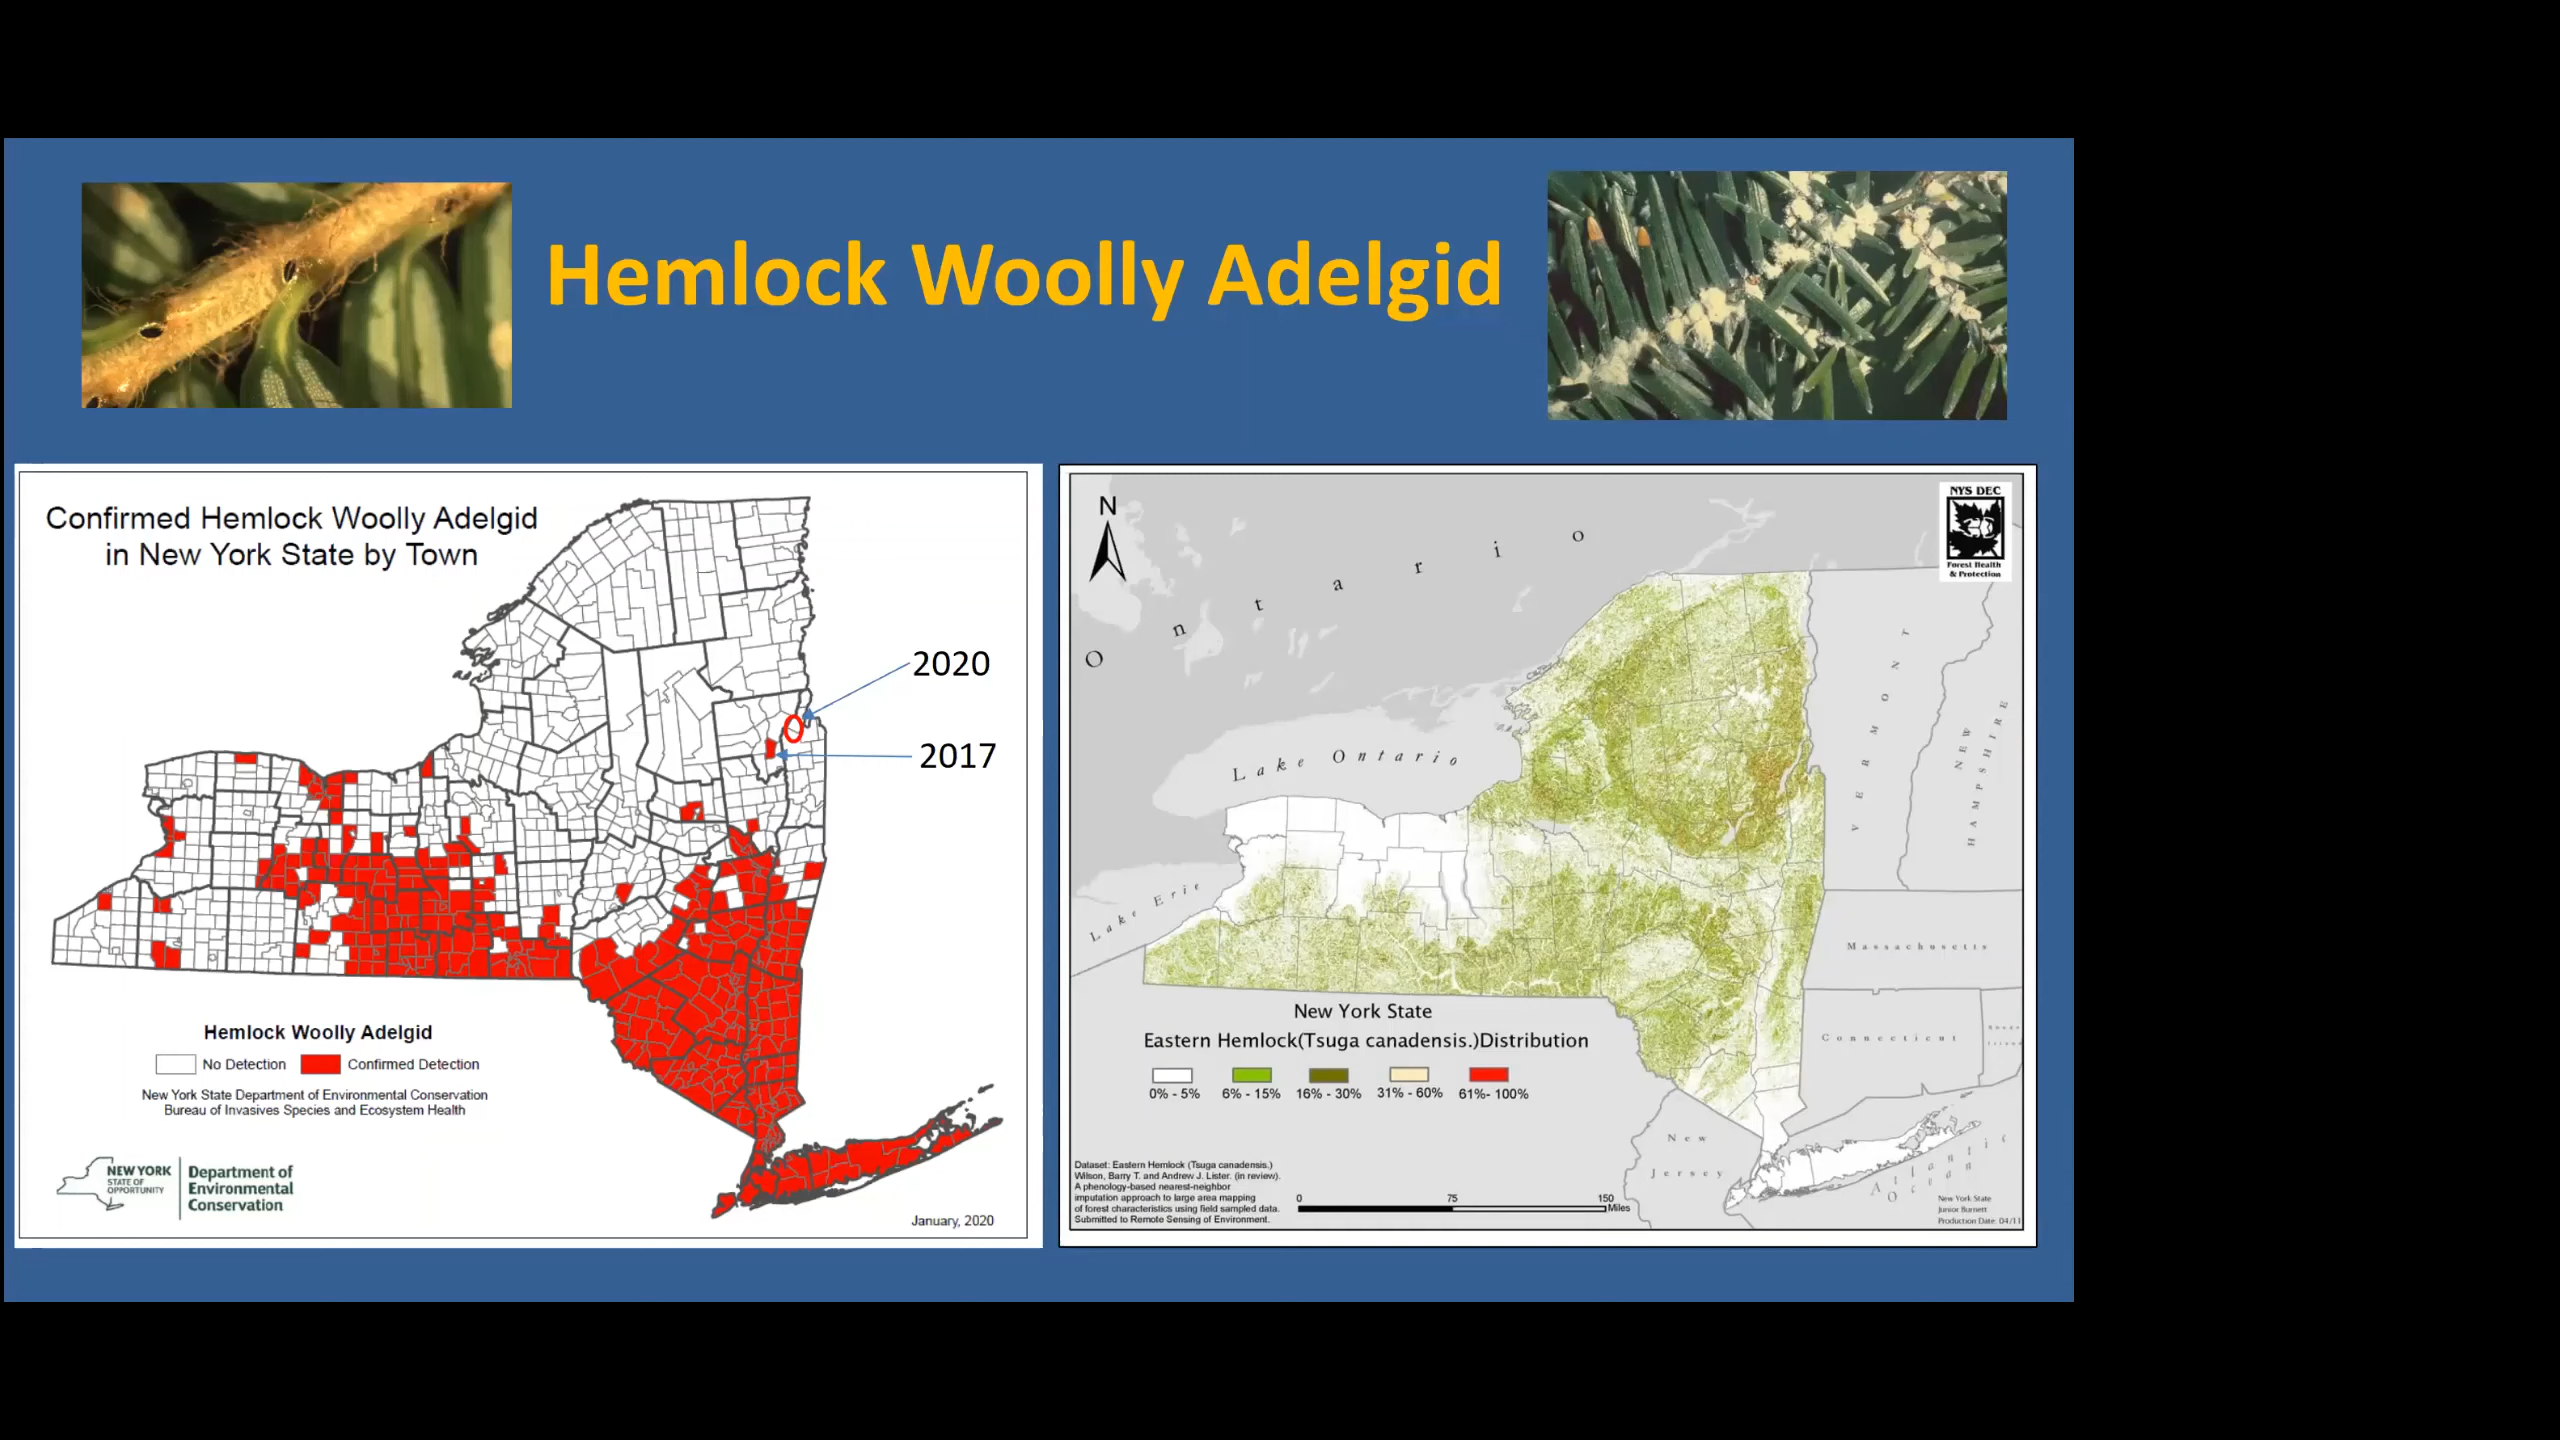 Hemlock Woolly Adelgid
Confirmed Hemlock Woolly Adelgid
in New York State by Town
2020
2017
Hemlock Woolly Adelgid
No Detection
Confirmed Detection
New York State Department of Environmental Conservation
Bureau of Invasives Species and Ecosystem Health
NEW YORK
STATE OF
OPPORTUNITY
Department of
Environmental
Conservation
January, 2020
N
NYS DEC
Forest Health
& Protection
Ontario
Lake Ontario
Lake Erie
VERMONT
NEW
HAMPSHIRE
Massachusetts
Connecticut
Rhode
Island
New
Jersey
Atlantic
Ocean
New York State
Eastern Hemlock(Tsuga canadensis.)Distribution
0% - 5%
6% - 15%
16% - 30%
31% - 60%
61%- 100%
Dataset: Eastern Hemlock (Tsuga canadensis.)
Wilson, Barry T. and Andrew J. Lister. (in review).
A phenology-based nearest-neighbor
imputation approach to large area mapping
of forest characteristics using field sampled data.
Submitted to Remote Sensing of Environment.
0 75 150
Miles
New York State
Junior Burnett
Production Date: 04/11